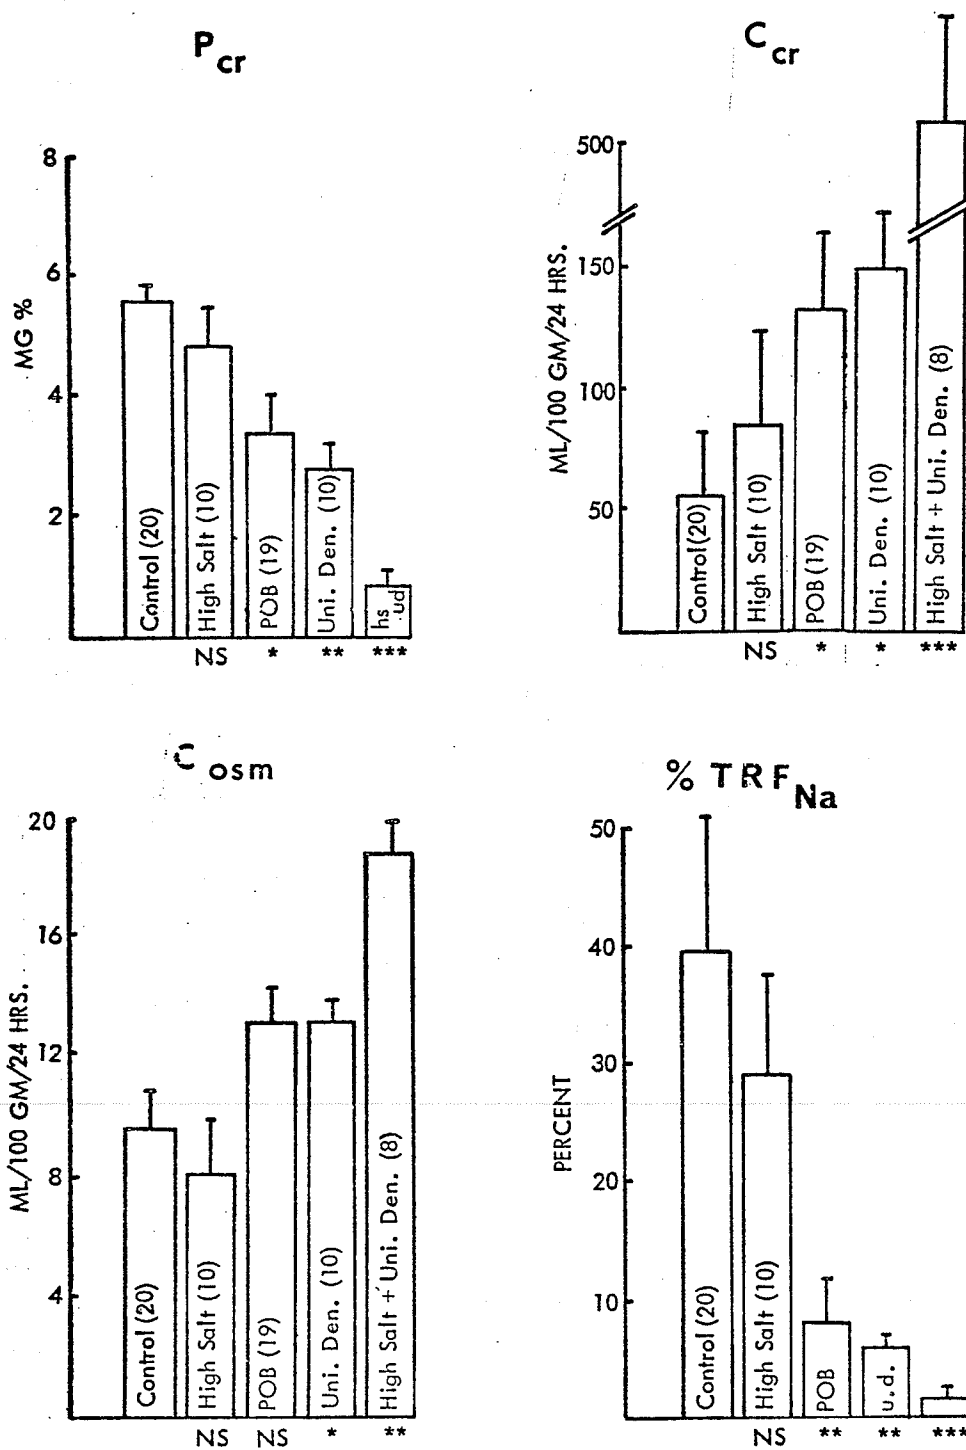 P cr
8
6
4
2
MG %
Control (20)
High Salt (10)
POB (19)
Uni. Den. (10)
hs ud
NS * ** ***
C cr
500
150
100
50
ML/100 GM/24 HRS.
Control (20)
High Salt (10)
POB (19)
Uni. Den. (10)
High Salt + Uni. Den. (8)
NS * * ***
C osm
20
16
12
8
4
ML/100 GM/24 HRS.
Control (20)
High Salt (10)
POB (19)
Uni. Den. (10)
High Salt + Uni. Den. (8)
NS NS * **
% TRF Na
50
40
30
20
10
PERCENT
Control (20)
High Salt (10)
POB
u.d.
NS ** ** ***